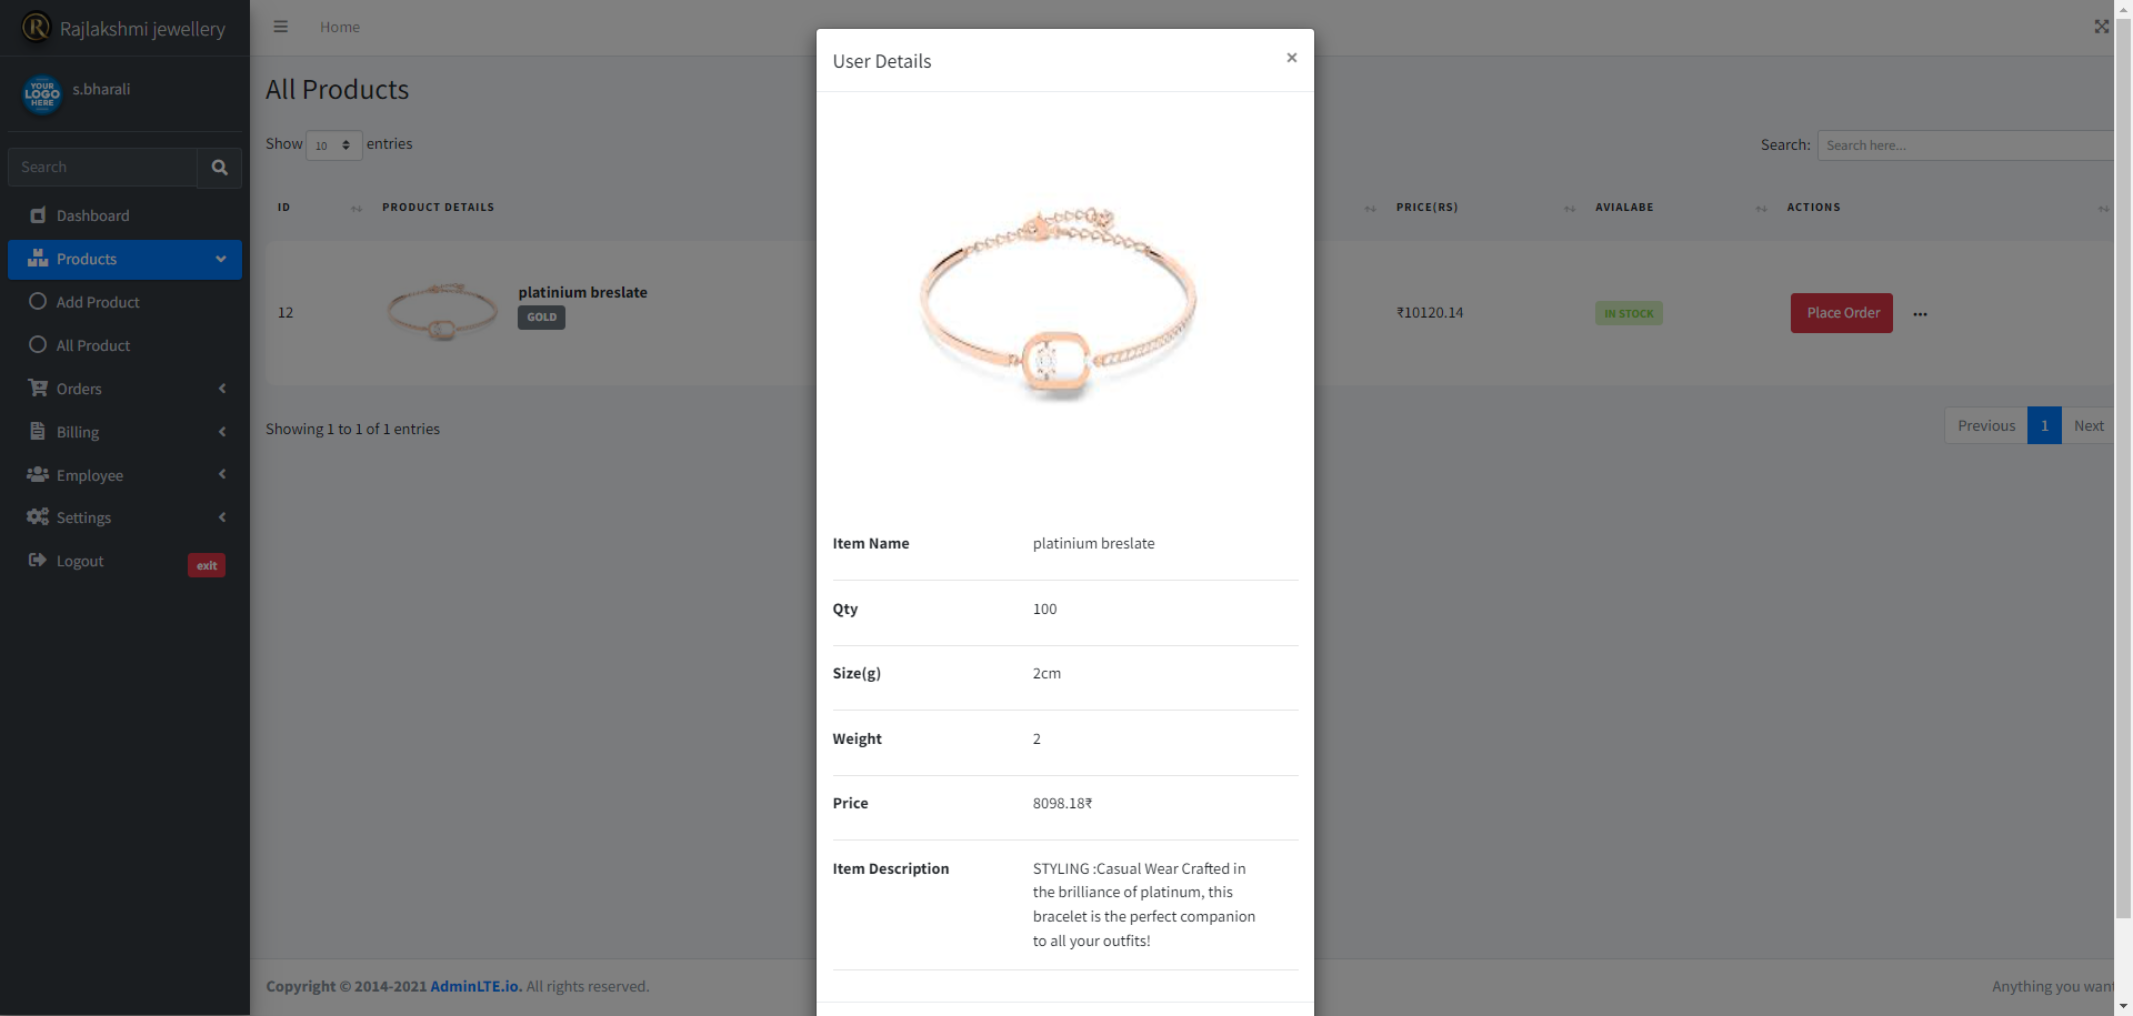 Rajlakshmi jewellery
Home
YOUR
LOGO
HERE
s.bharali
Search
Dashboard
Products
Add Product
All Product
Orders
Billing
Employee
Settings
Logout
exit
All Products
Show 10 entries
Search: Search here...
ID PRODUCT DETAILS PRICE(RS) AVIALABE ACTIONS
12 platinium breslate ₹10120.14 IN STOCK Place Order ...
GOLD
Showing 1 to 1 of 1 entries
Previous 1 Next
Copyright © 2014-2021 AdminLTE.io. All rights reserved.
Anything you want
User Details ×
Item Name platinium breslate
Qty 100
Size(g) 2cm
Weight 2
Price 8098.18₹
Item Description STYLING :Casual Wear Crafted in
the brilliance of platinum, this
bracelet is the perfect companion
to all your outfits!